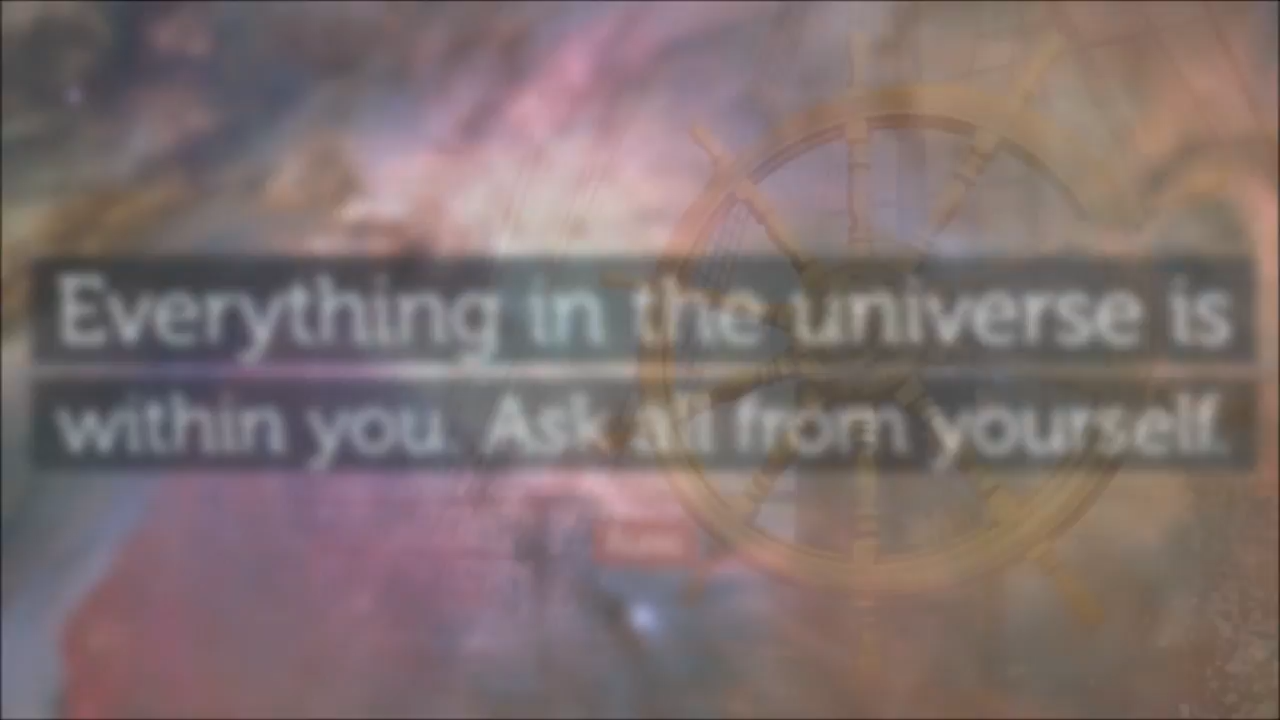 Everything in the universe is
within you. Ask all from yourself.